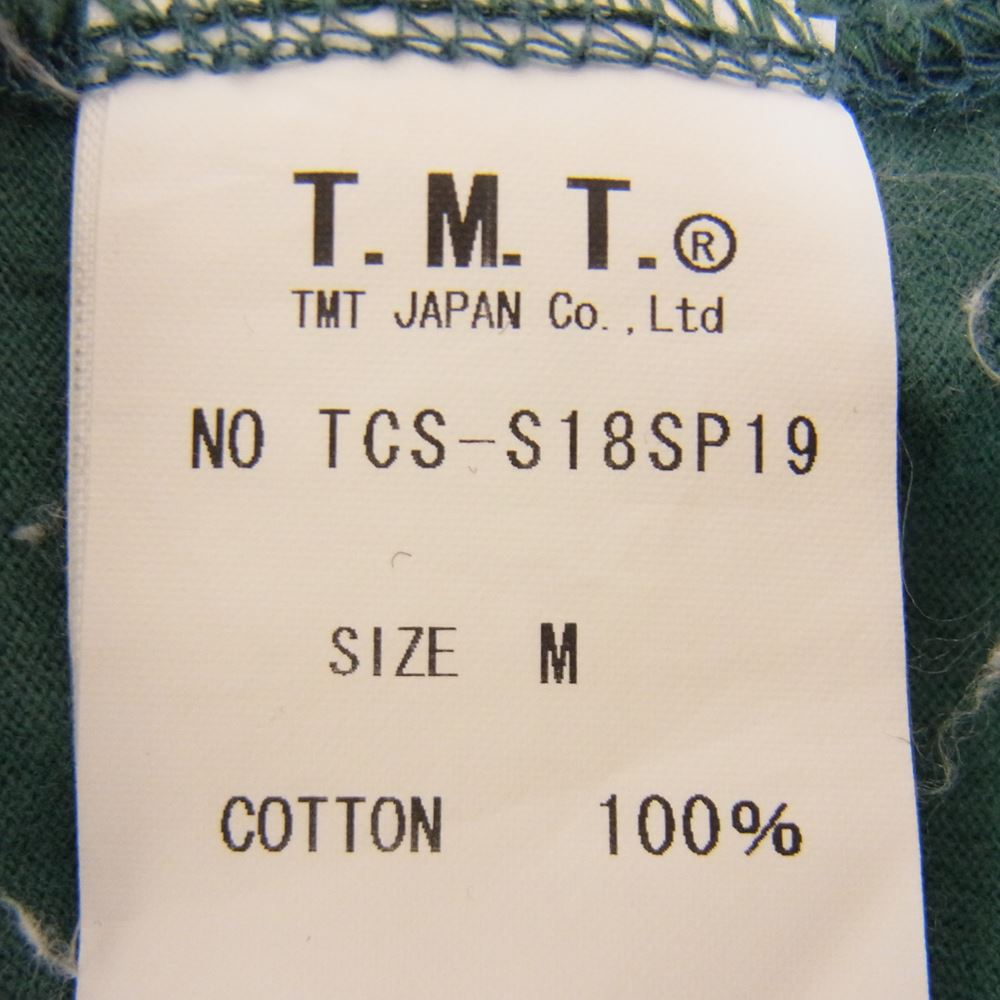 T.M.T.®
TMT JAPAN Co.,Ltd
NO TCS-S18SP19
SIZE M
COTTON 100%